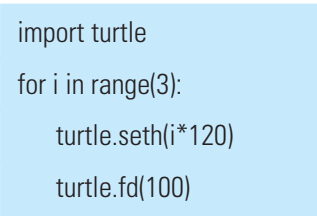 import turtle
for i in range(3):
    turtle.seth(i*120)
    turtle.fd(100)